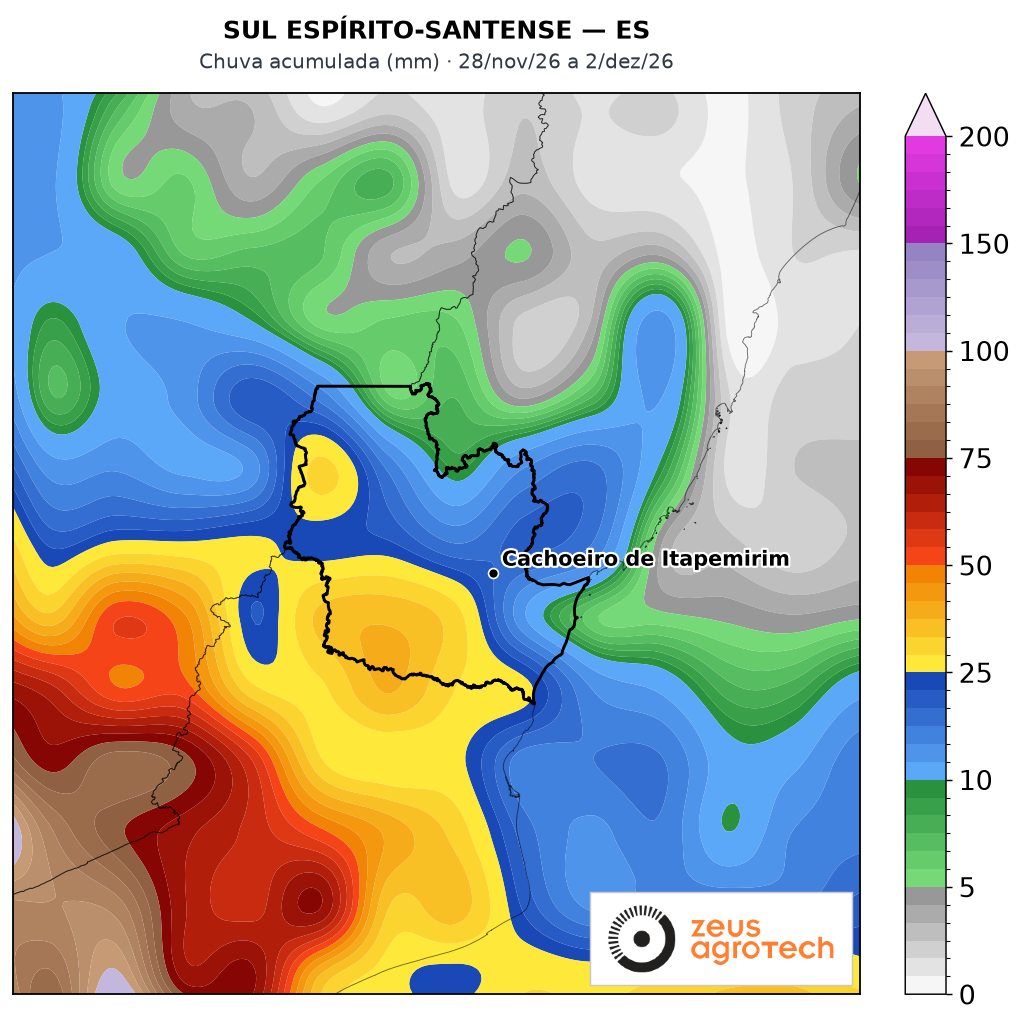 SUL ESPÍRITO-SANTENSE — ES
Chuva acumulada (mm) · 28/nov/26 a 2/dez/26
200
150
100
75
50
25
10
5
0
Cachoeiro de Itapemirim
zeus
agrotech